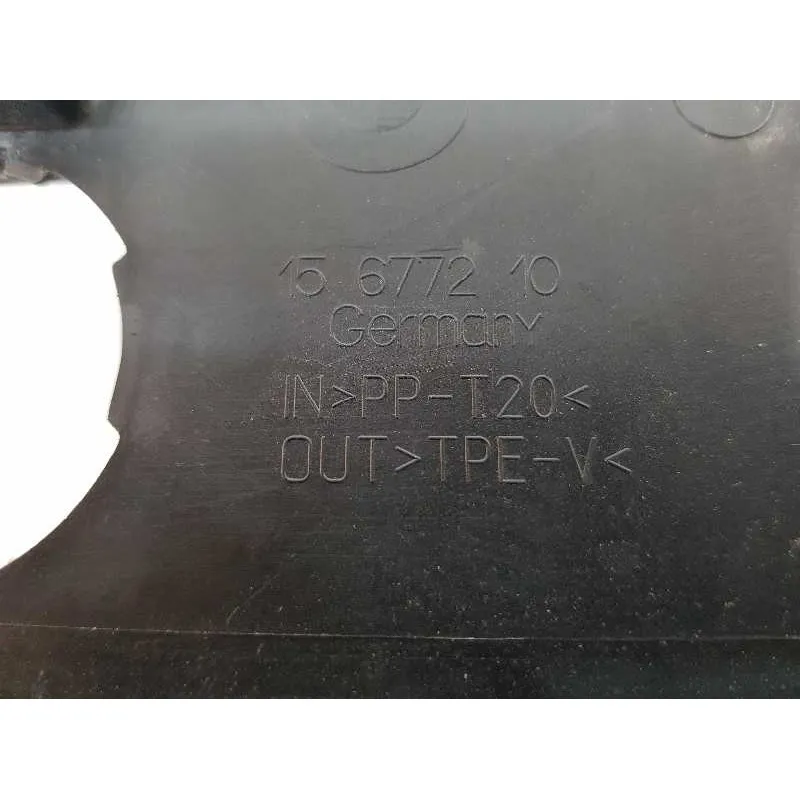 15 6772 10
Germany
IN>PP-T20<
OUT>TPE-V<